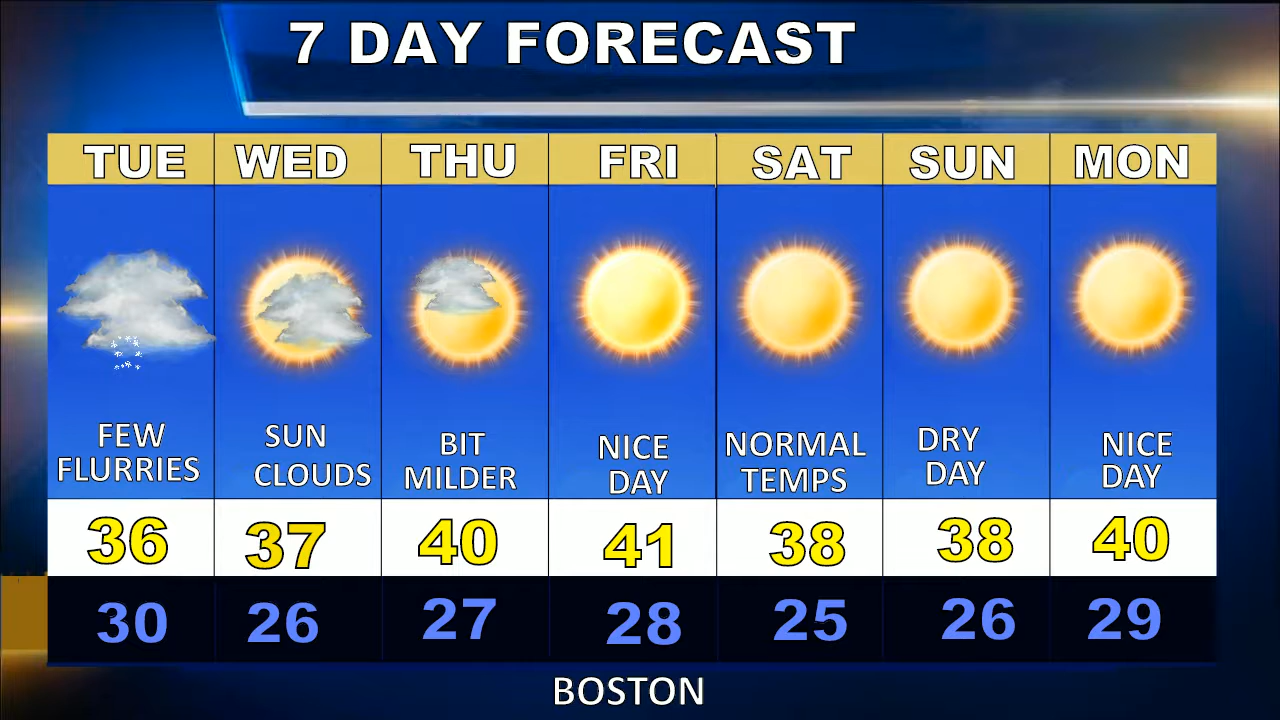 7 DAY FORECAST
TUE WED THU FRI SAT SUN MON
FEW FLURRIES
SUN CLOUDS
BIT MILDER
NICE DAY
NORMAL TEMPS
DRY DAY
NICE DAY
36 37 40 41 38 38 40
30 26 27 28 25 26 29
BOSTON